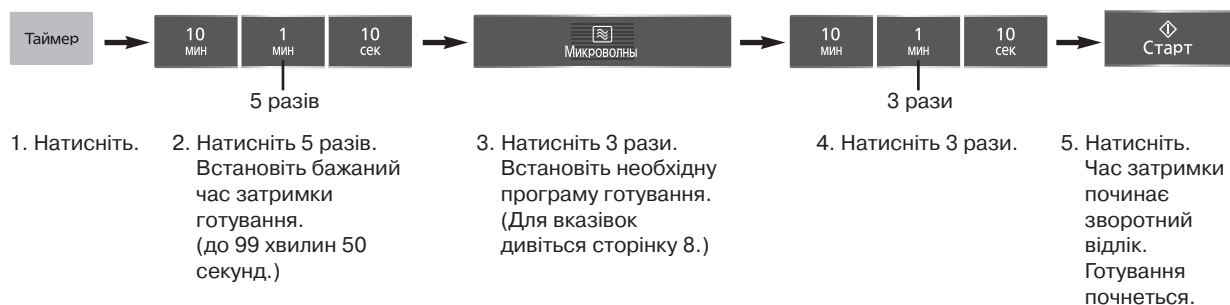 Таймер
10 мин
1 мин
10 сек
Микроволны
10 мин
1 мин
10 сек
Старт
5 разів
3 рази
1. Натисніть.
2. Натисніть 5 разів.
Встановіть бажаний
час затримки
готування.
(до 99 хвилин 50
секунд.)
3. Натисніть 3 рази.
Встановіть необхідну
програму готування.
(Для вказівок
дивіться сторінку 8.)
4. Натисніть 3 рази.
5. Натисніть.
Час затримки
починає
зворотний
відлік.
Готування
почнеться.